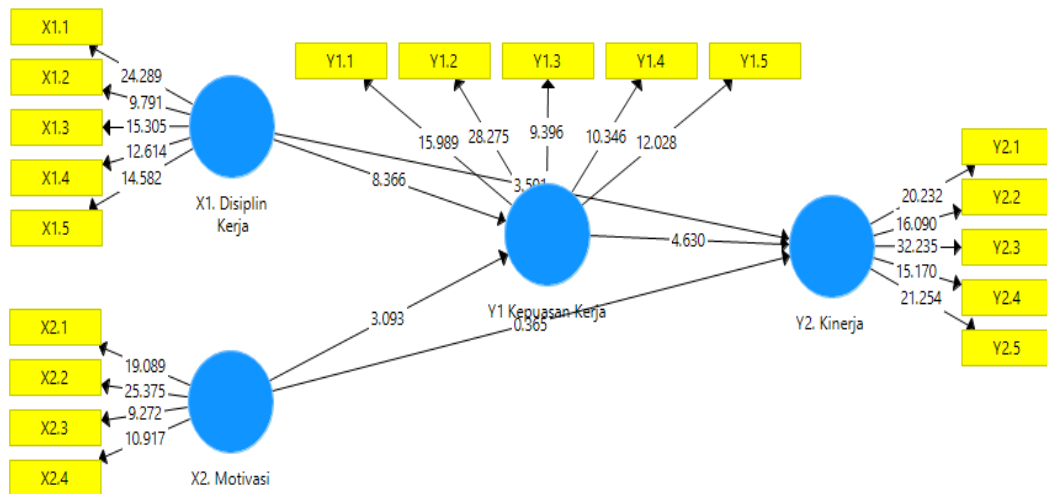 X1.1
X1.2
X1.3
X1.4
X1.5
24.289
9.791
15.305
12.614
14.582
X1. Disiplin
Kerja
Y1.1
Y1.2
Y1.3
Y1.4
Y1.5
15.989
28.275
9.396
10.346
12.028
8.366
3.591
4.630
3.093
0.365
Y1 Kepuasan Kerja
Y2.1
Y2.2
Y2.3
Y2.4
Y2.5
20.232
16.090
32.235
15.170
21.254
Y2. Kinerja
X2.1
X2.2
X2.3
X2.4
19.089
25.375
9.272
10.917
X2. Motivasi